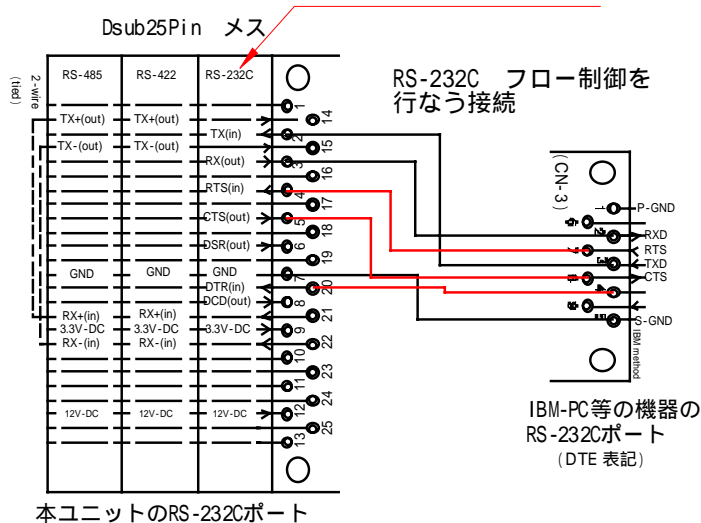 Dsub25Pin メス
RS-232C フロー制御を
行なう接続
2-wire
(tied)
RS-485 RS-422 RS-232C
1
14
TX+(out) TX+(out)
TX(in) 2
15
TX-(out) TX-(out)
RX(out) 3
16
RTS(in) 4
17
CTS(out) 5
18
DSR(out) 6
19
GND GND GND 7
DTR(in) 20
DCD(out) 8
RX+(in) RX+(in) 21
3.3V-DC 3.3V-DC 3.3V-DC 9
RX-(in) RX-(in) 22
10
23
11
24
12V-DC 12V-DC 12V-DC 12
25
13
(CN-3)
1 P-GND
RXD
RTS
TXD
CTS
S-GND
IBM method
IBM-PC等の機器の
RS-232Cポート
(DTE 表記)
本ユニットのRS-232Cポート